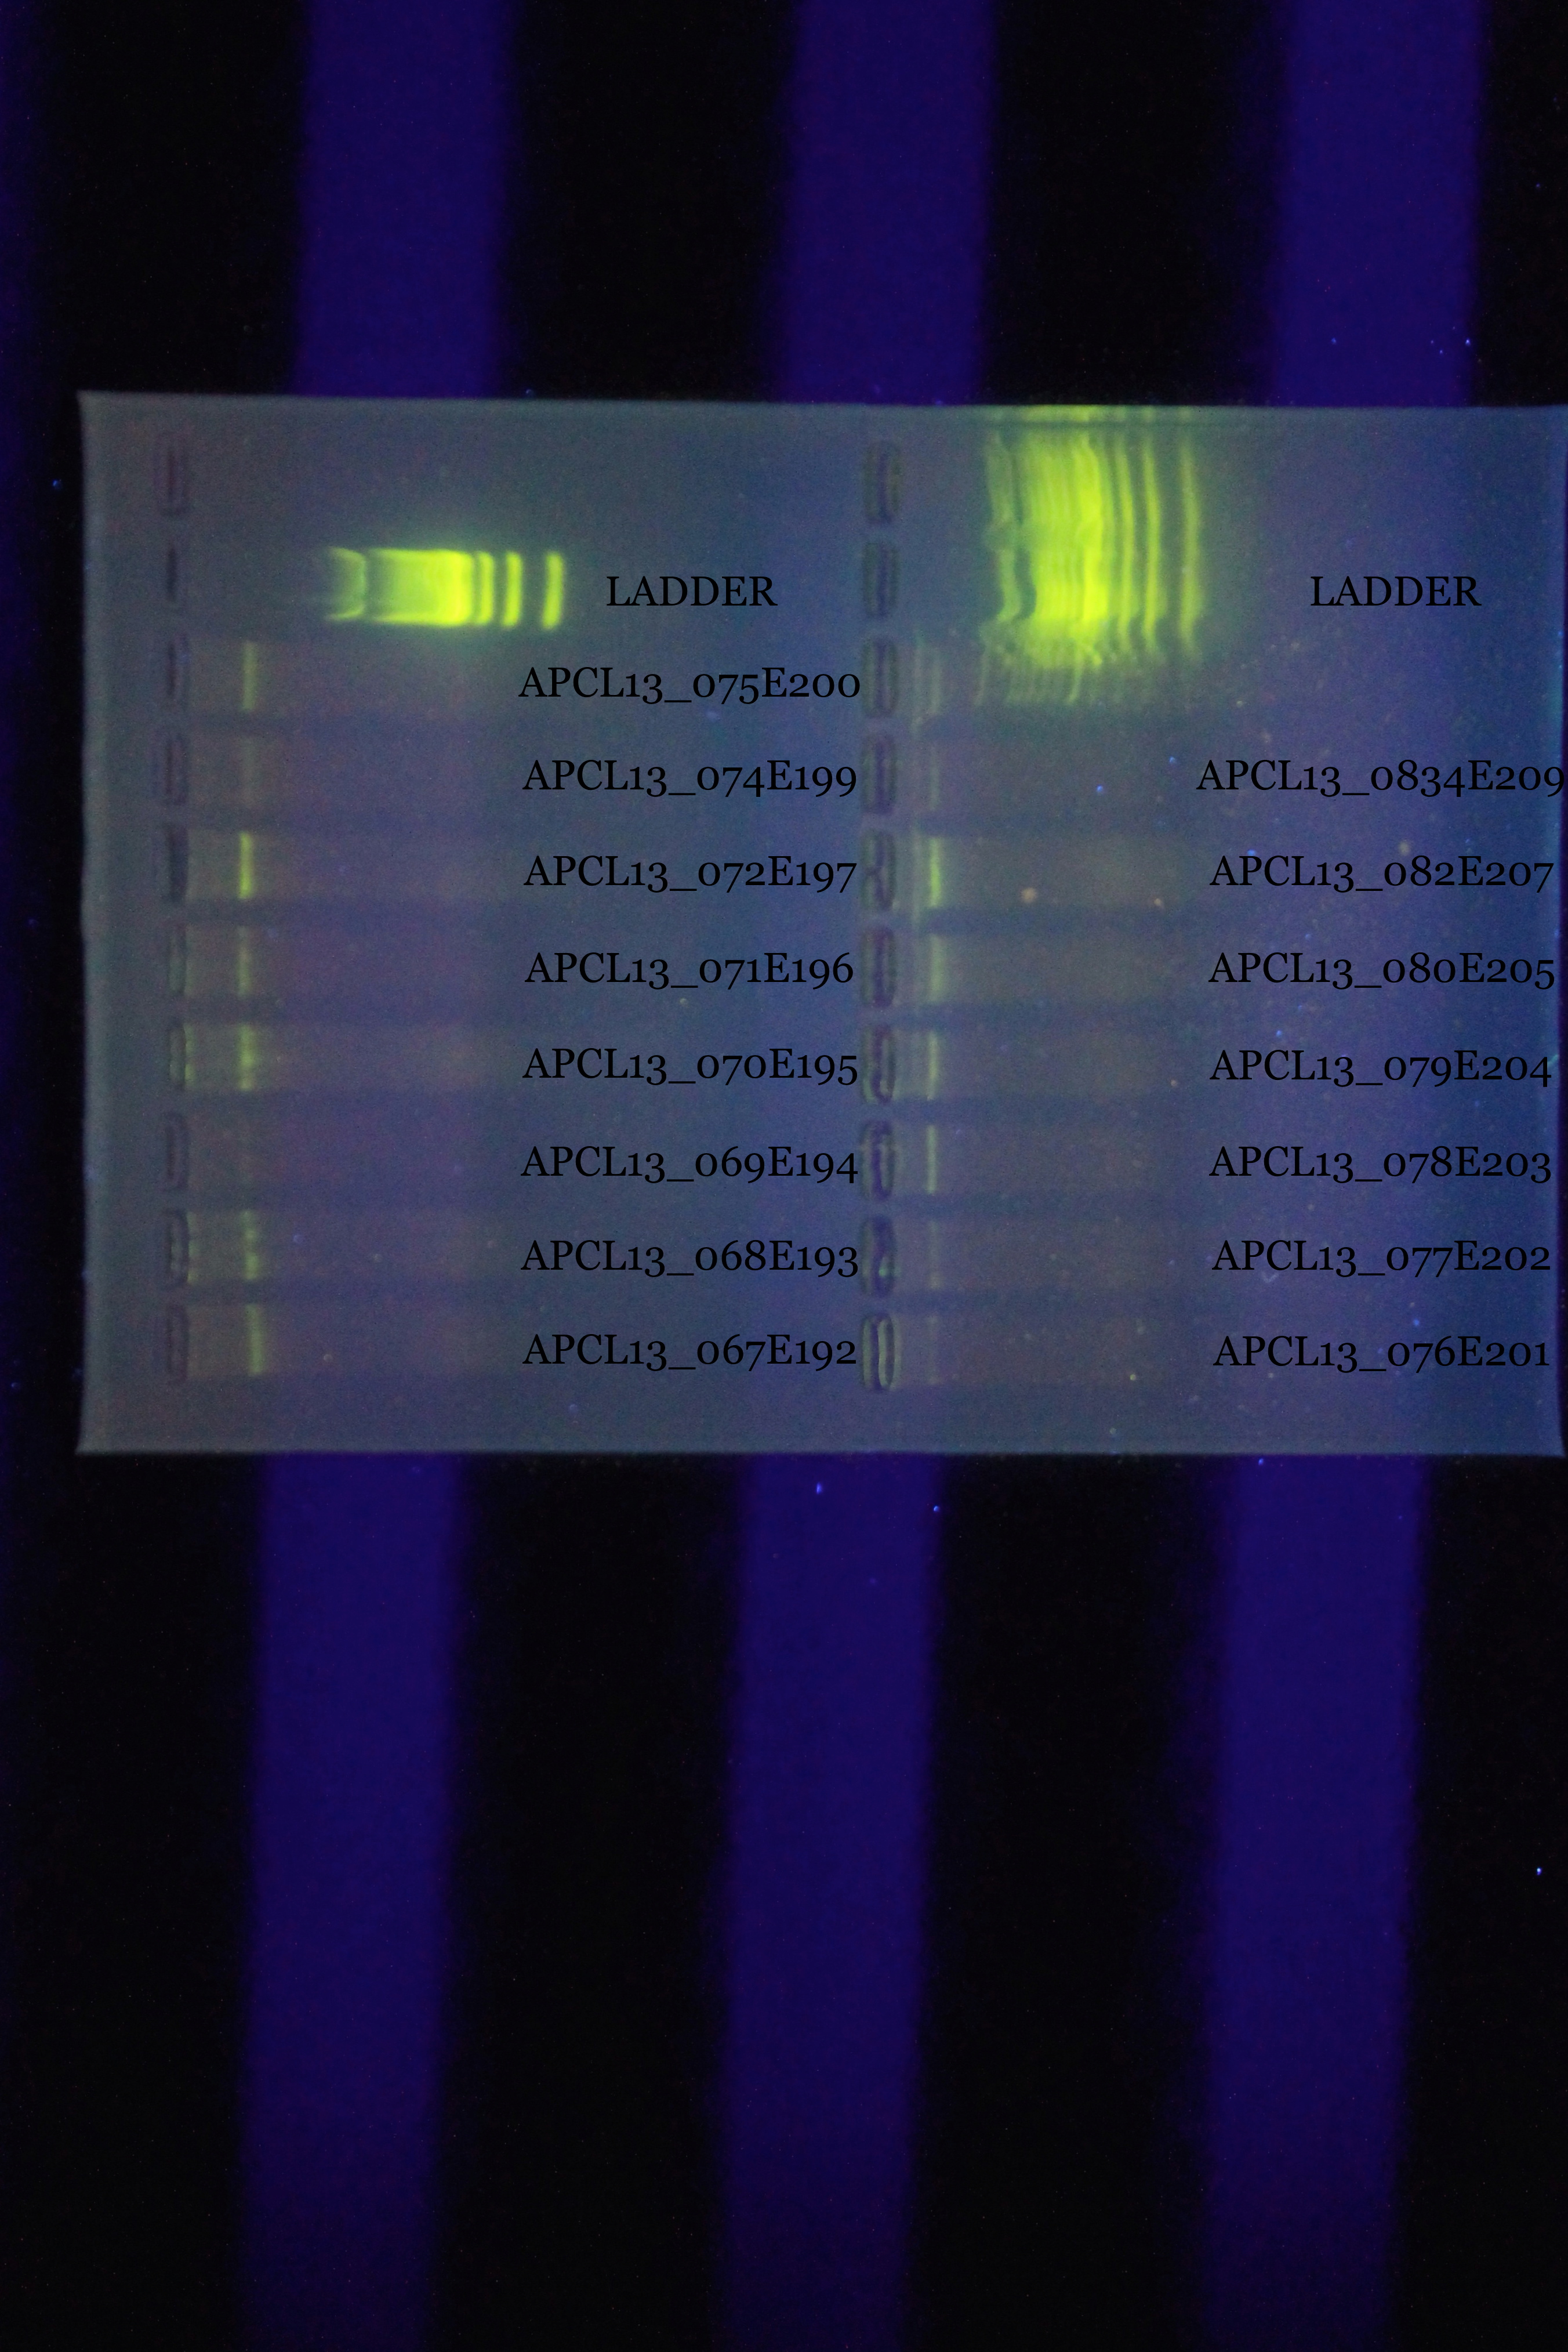 LADDER
APCL13_075E200
APCL13_074E199
APCL13_072E197
APCL13_071E196
APCL13_070E195
APCL13_069E194
APCL13_068E193
APCL13_067E192
LADDER
APCL13_0834E209
APCL13_082E207
APCL13_080E205
APCL13_079E204
APCL13_078E203
APCL13_077E202
APCL13_076E201